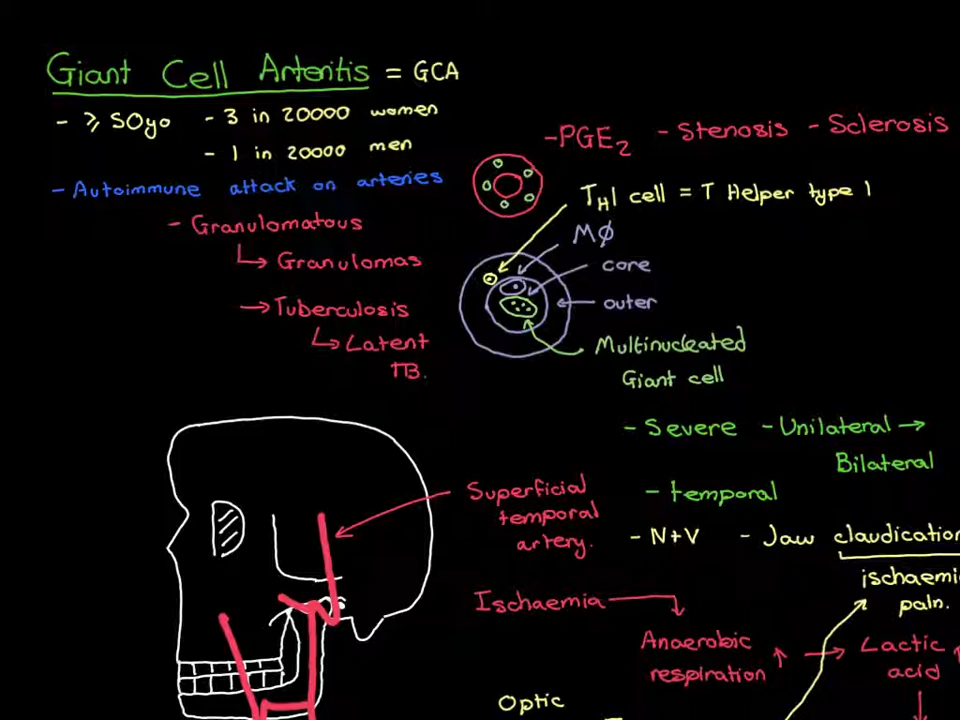 Giant Cell Arteritis = GCA
- ≥ 50yo - 3 in 20000 women
- 1 in 20000 men
- Autoimmune attack on arteries
- Granulomatous
↳ Granulomas
→ Tuberculosis
↳ Latent
TB.
- PGE2 - Stenosis - Sclerosis
TH1 cell = T Helper type 1
MØ
core
outer
Multinucleated
Giant cell
- Severe - Unilateral →
Bilateral
- temporal
- N+V - Jaw claudication
ischaemi
pain.
Superficial
temporal
artery.
Ischaemia
Anaerobic
respiration ↑ → Lactic
acid ↑
Optic